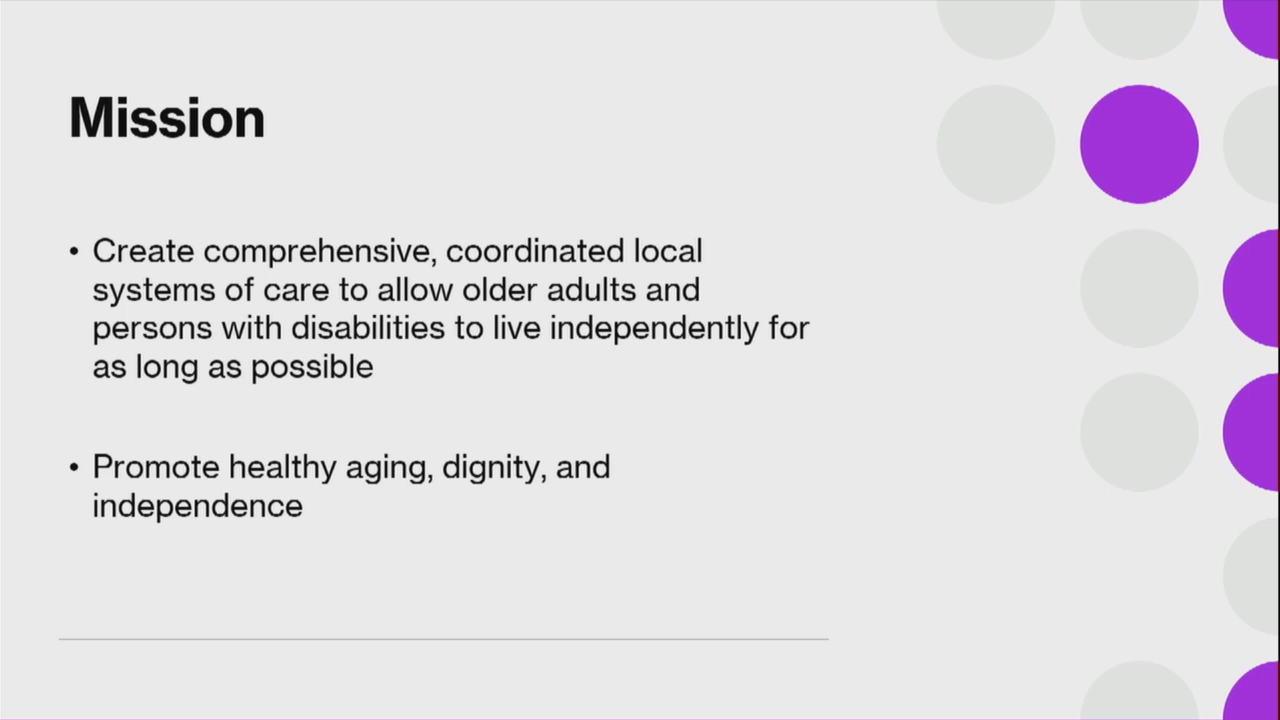 Mission
• Create comprehensive, coordinated local
systems of care to allow older adults and
persons with disabilities to live independently for
as long as possible
• Promote healthy aging, dignity, and
independence